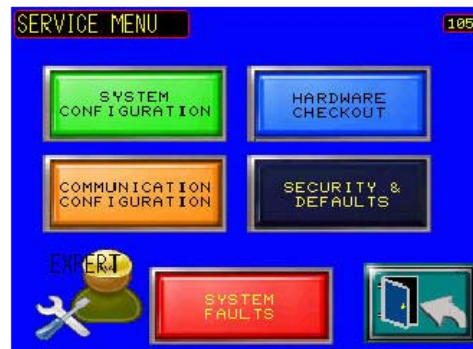 SERVICE MENU
105
SYSTEM
CONFIGURATION
HARDWARE
CHECKOUT
COMMUNICATION
CONFIGURATION
SECURITY &
DEFAULTS
EXPERT
SYSTEM
FAULTS